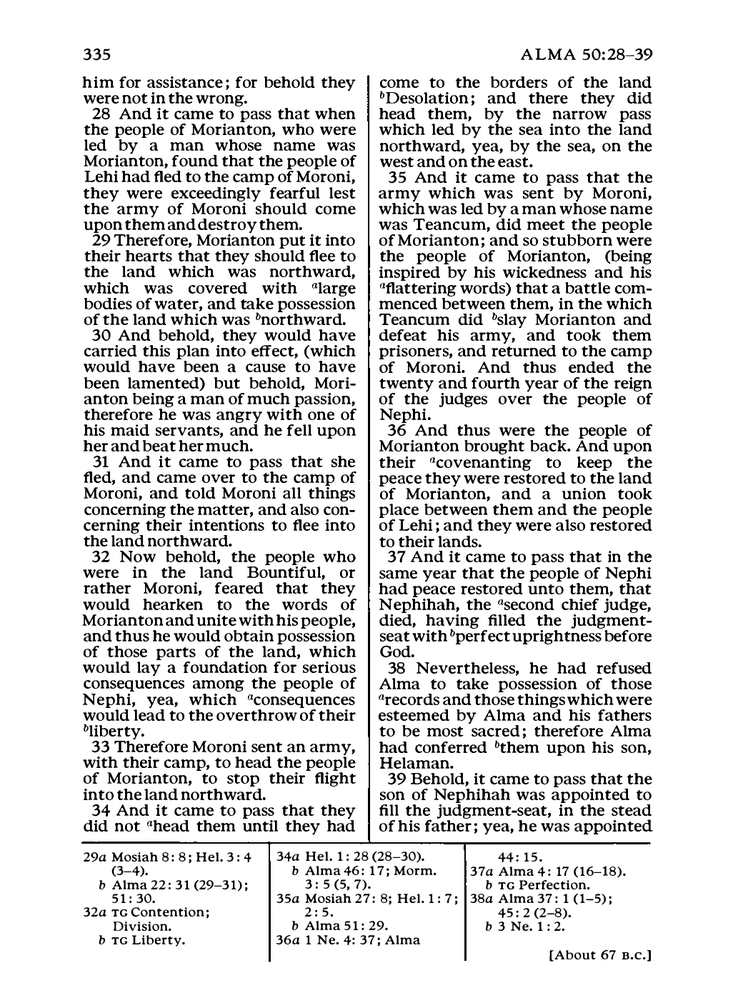 335
ALMA 50:28–39
him for assistance; for behold they
were not in the wrong.
28 And it came to pass that when
the people of Morianton, who were
led by a man whose name was
Morianton, found that the people of
Lehi had fled to the camp of Moroni,
they were exceedingly fearful lest
the army of Moroni should come
upon them and destroy them.
29 Therefore, Morianton put it into
their hearts that they should flee to
the land which was northward,
which was covered with alarge
bodies of water, and take possession
of the land which was bnorthward.
30 And behold, they would have
carried this plan into effect, (which
would have been a cause to have
been lamented) but behold, Mori-
anton being a man of much passion,
therefore he was angry with one of
his maid servants, and he fell upon
her and beat her much.
31 And it came to pass that she
fled, and came over to the camp of
Moroni, and told Moroni all things
concerning the matter, and also con-
cerning their intentions to flee into
the land northward.
32 Now behold, the people who
were in the land Bountiful, or
rather Moroni, feared that they
would hearken to the words of
Morianton and unite with his people,
and thus he would obtain possession
of those parts of the land, which
would lay a foundation for serious
consequences among the people of
Nephi, yea, which aconsequences
would lead to the overthrow of their
bliberty.
33 Therefore Moroni sent an army,
with their camp, to head the people
of Morianton, to stop their flight
into the land northward.
34 And it came to pass that they
did not ahead them until they had
come to the borders of the land
bDesolation; and there they did
head them, by the narrow pass
which led by the sea into the land
northward, yea, by the sea, on the
west and on the east.
35 And it came to pass that the
army which was sent by Moroni,
which was led by a man whose name
was Teancum, did meet the people
of Morianton; and so stubborn were
the people of Morianton, (being
inspired by his wickedness and his
aflattering words) that a battle com-
menced between them, in the which
Teancum did bslay Morianton and
defeat his army, and took them
prisoners, and returned to the camp
of Moroni. And thus ended the
twenty and fourth year of the reign
of the judges over the people of
Nephi.
36 And thus were the people of
Morianton brought back. And upon
their acovenanting to keep the
peace they were restored to the land
of Morianton, and a union took
place between them and the people
of Lehi; and they were also restored
to their lands.
37 And it came to pass that in the
same year that the people of Nephi
had peace restored unto them, that
Nephihah, the asecond chief judge,
died, having filled the judgment-
seat with bperfect uprightness before
God.
38 Nevertheless, he had refused
Alma to take possession of those
arecords and those things which were
esteemed by Alma and his fathers
to be most sacred; therefore Alma
had conferred bthem upon his son,
Helaman.
39 Behold, it came to pass that the
son of Nephihah was appointed to
fill the judgment-seat, in the stead
of his father; yea, he was appointed
29a Mosiah 8: 8; Hel. 3: 4
(3–4).
b Alma 22: 31 (29–31);
51: 30.
32a TG Contention;
Division.
b TG Liberty.
34a Hel. 1: 28 (28–30).
b Alma 46: 17; Morm.
3: 5 (5, 7).
35a Mosiah 27: 8; Hel. 1: 7;
2: 5.
b Alma 51: 29.
36a 1 Ne. 4: 37; Alma
44: 15.
37a Alma 4: 17 (16–18).
b TG Perfection.
38a Alma 37: 1 (1–5);
45: 2 (2–8).
b 3 Ne. 1: 2.
[About 67 B.C.]